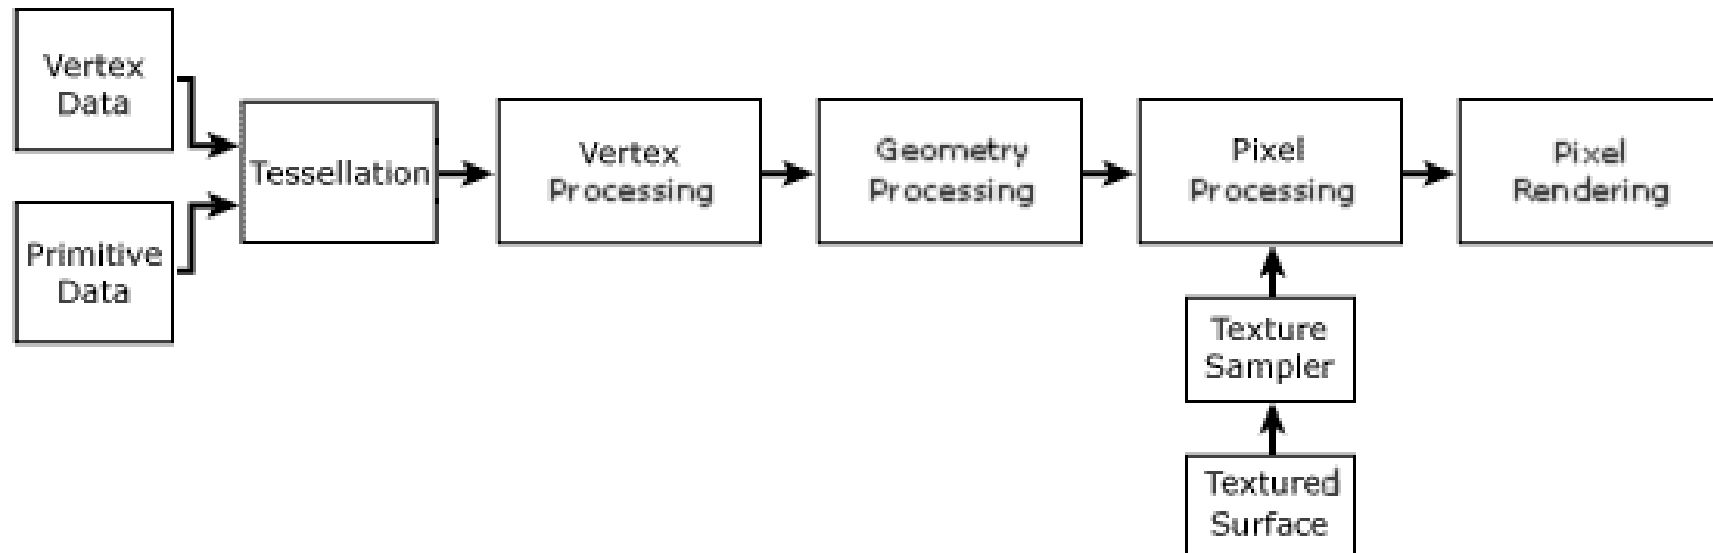 Vertex
Data
Primitive
Data
Tessellation
Vertex
Processing
Geometry
Processing
Pixel
Processing
Pixel
Rendering
Texture
Sampler
Textured
Surface